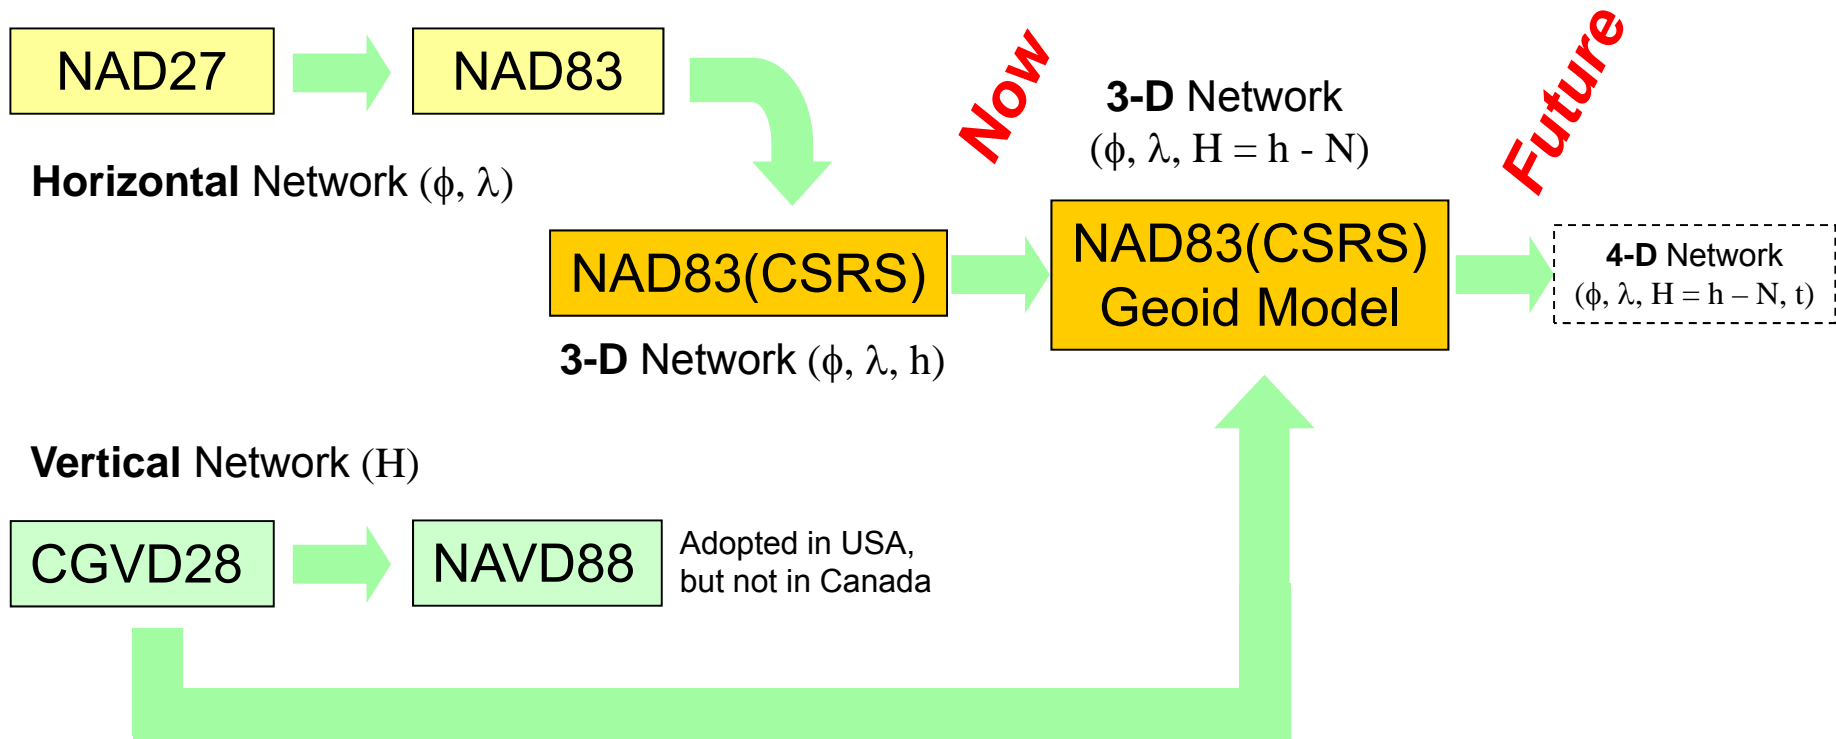 NAD27
NAD83
Horizontal Network (ϕ, λ)
NAD83(CSRS)
3-D Network (ϕ, λ, h)
Now
3-D Network
(ϕ, λ, H = h - N)
NAD83(CSRS)
Geoid Model
Future
4-D Network
(ϕ, λ, H = h – N, t)
Vertical Network (H)
CGVD28
NAVD88
Adopted in USA,
but not in Canada